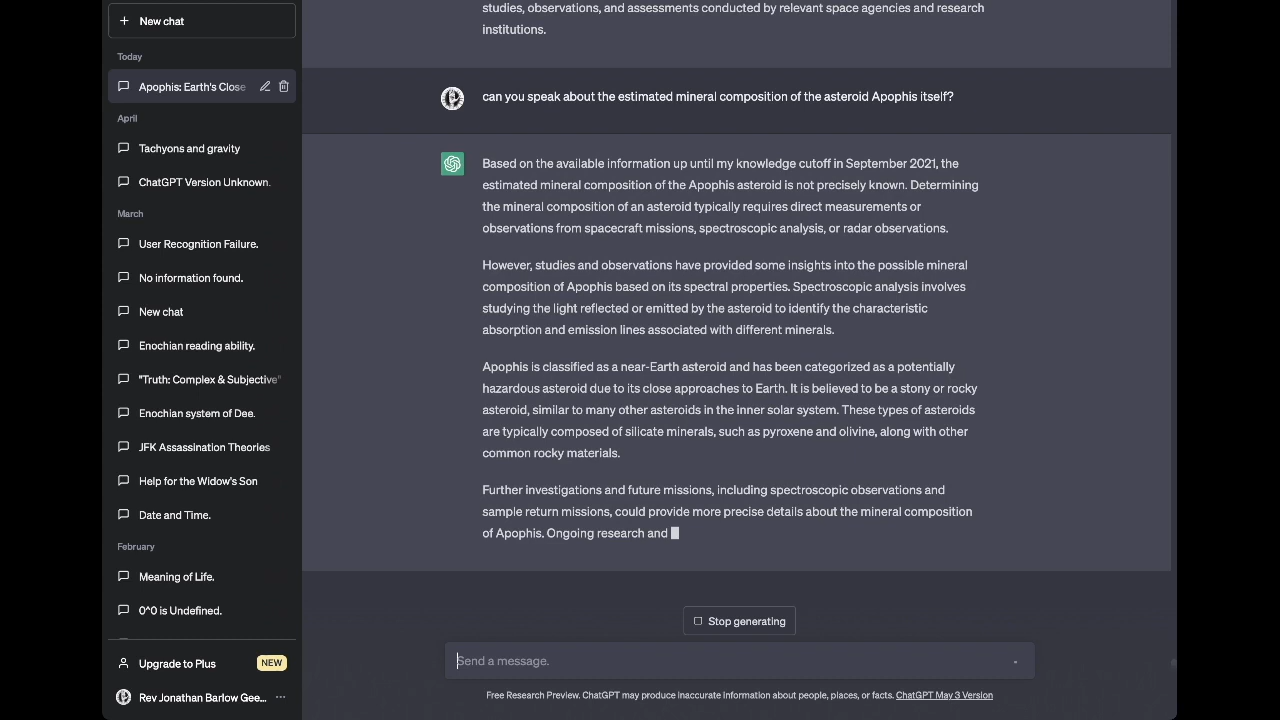 New chat
Today
Apophis: Earth's Close
April
Tachyons and gravity
ChatGPT Version Unknown.
March
User Recognition Failure.
No information found.
New chat
Enochian reading ability.
"Truth: Complex & Subjective"
Enochian system of Dee.
JFK Assassination Theories
Help for the Widow's Son
Date and Time.
February
Meaning of Life.
0^0 is Undefined.
Upgrade to Plus NEW
Rev Jonathan Barlow Gee...
studies, observations, and assessments conducted by relevant space agencies and research
institutions.
can you speak about the estimated mineral composition of the asteroid Apophis itself?
Based on the available information up until my knowledge cutoff in September 2021, the
estimated mineral composition of the Apophis asteroid is not precisely known. Determining
the mineral composition of an asteroid typically requires direct measurements or
observations from spacecraft missions, spectroscopic analysis, or radar observations.
However, studies and observations have provided some insights into the possible mineral
composition of Apophis based on its spectral properties. Spectroscopic analysis involves
studying the light reflected or emitted by the asteroid to identify the characteristic
absorption and emission lines associated with different minerals.
Apophis is classified as a near-Earth asteroid and has been categorized as a potentially
hazardous asteroid due to its close approaches to Earth. It is believed to be a stony or rocky
asteroid, similar to many other asteroids in the inner solar system. These types of asteroids
are typically composed of silicate minerals, such as pyroxene and olivine, along with other
common rocky materials.
Further investigations and future missions, including spectroscopic observations and
sample return missions, could provide more precise details about the mineral composition
of Apophis. Ongoing research and
Stop generating
Send a message.
Free Research Preview. ChatGPT may produce inaccurate information about people, places, or facts. ChatGPT May 3 Version